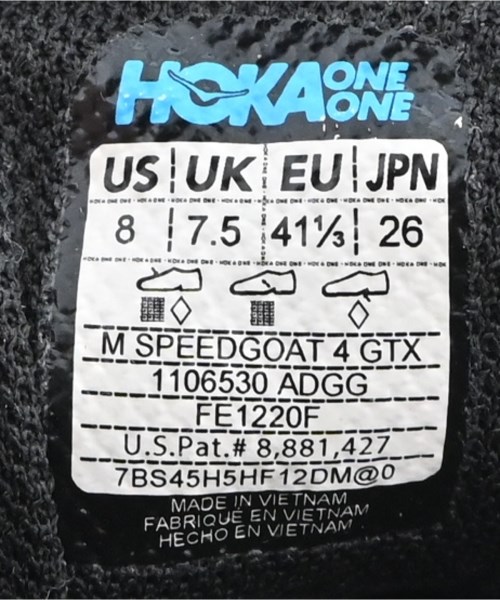 HOKA ONE ONE
US UK EU JPN
8 7.5 41⅓ 26
M SPEEDGOAT 4 GTX
1106530 ADGG
FE1220F
U.S.Pat.# 8,881,427
7BS45H5HF12DM@0
MADE IN VIETNAM
FABRIQUÉ EN VIETNAM
HECHO EN VIETNAM